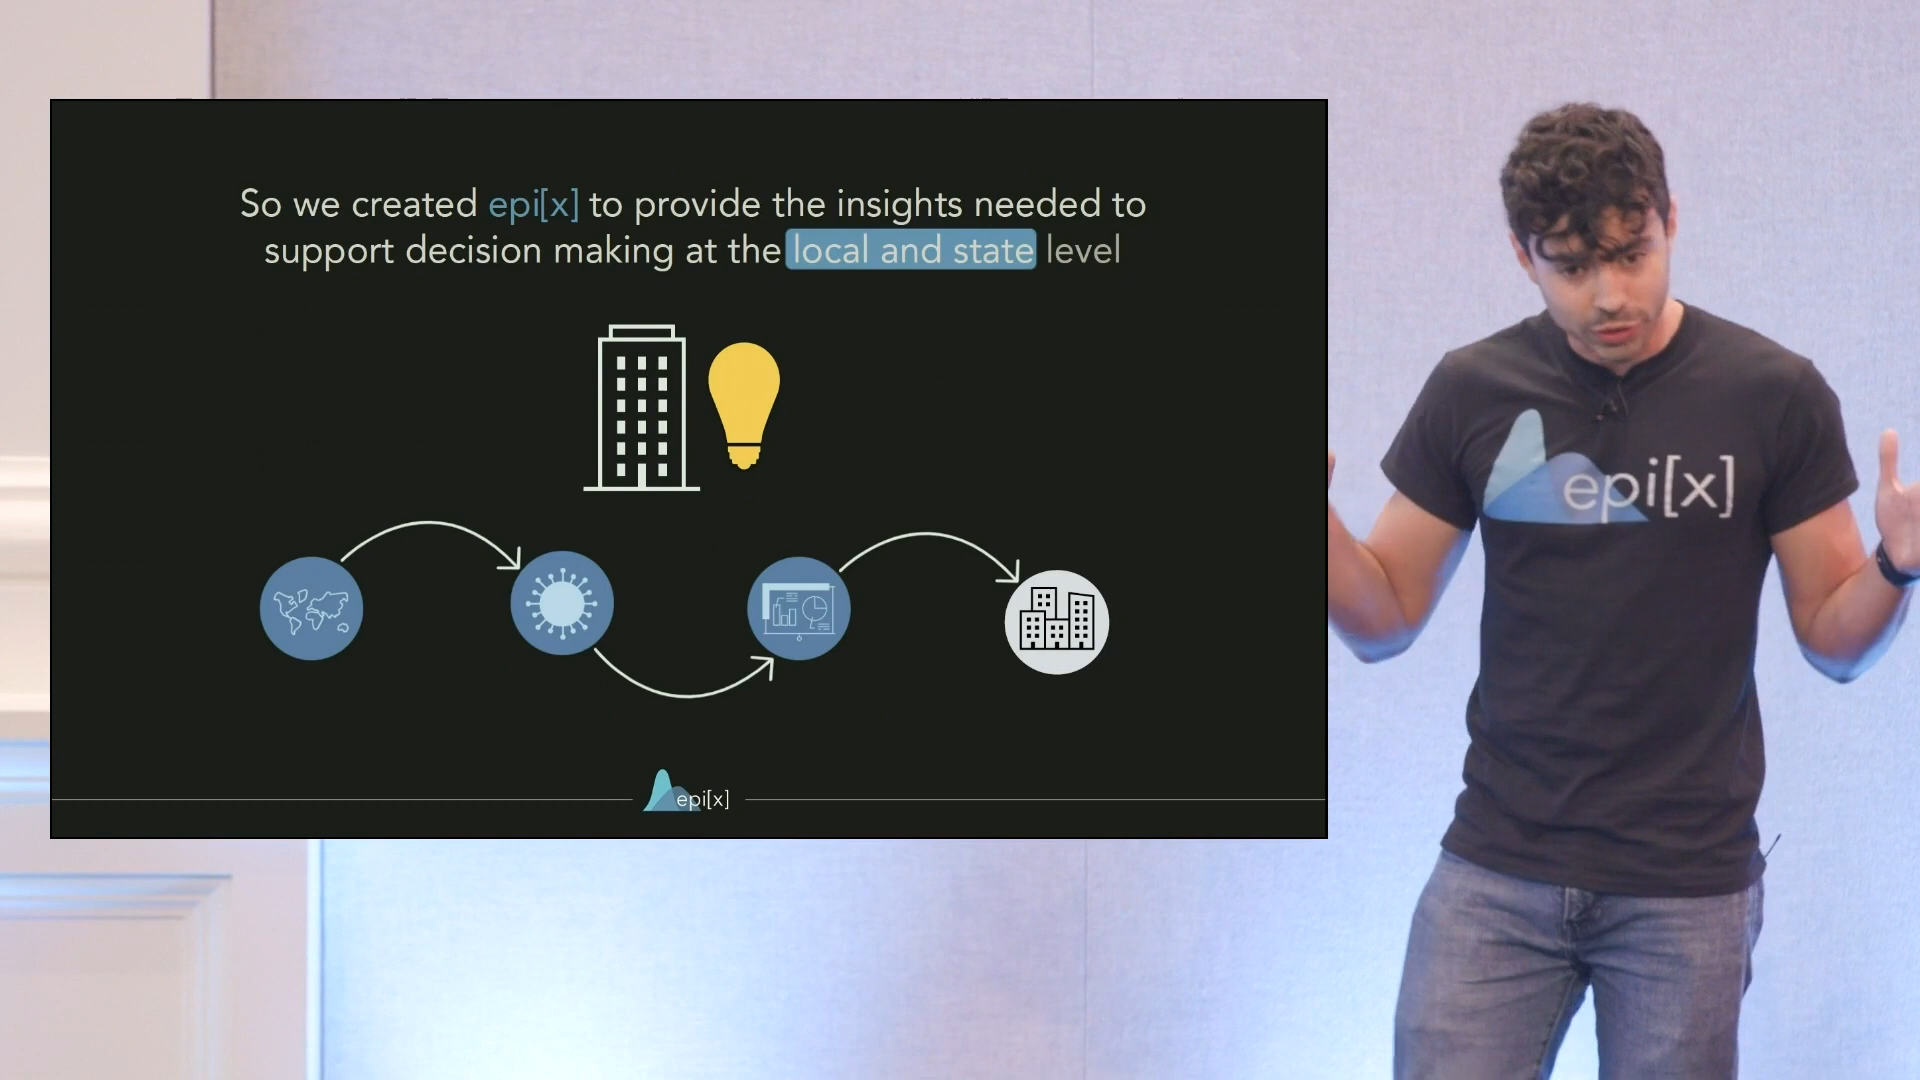 So we created epi[x] to provide the insights needed to
support decision making at the local and state level
epi[x]
epi[x]